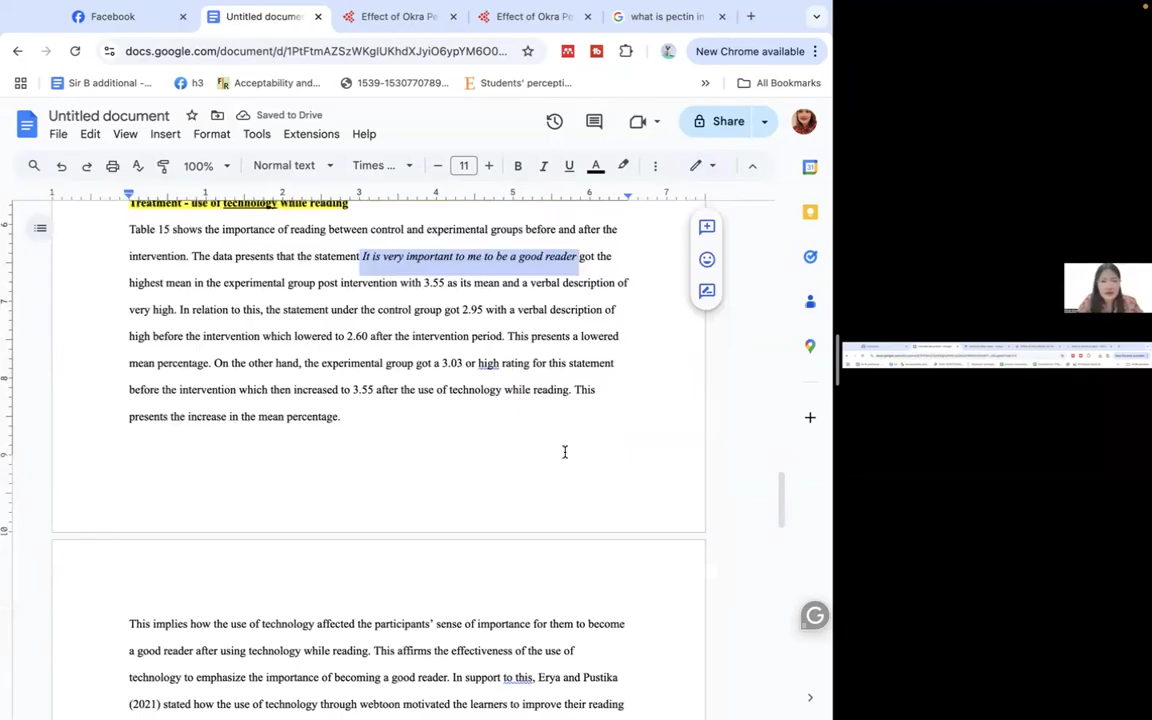 Facebook
Untitled docume
Effect of Okra Pe
Effect of Okra Pe
what is pectin in
docs.google.com/document/d/1PtFtmAZSzWKglUKhdXJyiO6ypYM6O0...
New Chrome available
Sir B additional -...
h3
Acceptability and...
1539-1530770789...
Students' percepti...
All Bookmarks
Untitled document
Saved to Drive
File Edit View Insert Format Tools Extensions Help
Share
100%
Normal text
Times ...
11
B I U A
1 1 2 3 4 5 6 7
Treatment - use of technology while reading
Table 15 shows the importance of reading between control and experimental groups before and after the
intervention. The data presents that the statement It is very important to me to be a good reader got the
highest mean in the experimental group post intervention with 3.55 as its mean and a verbal description of
very high. In relation to this, the statement under the control group got 2.95 with a verbal description of
high before the intervention which lowered to 2.60 after the intervention period. This presents a lowered
mean percentage. On the other hand, the experimental group got a 3.03 or high rating for this statement
before the intervention which then increased to 3.55 after the use of technology while reading. This
presents the increase in the mean percentage.
This implies how the use of technology affected the participants' sense of importance for them to become
a good reader after using technology while reading. This affirms the effectiveness of the use of
technology to emphasize the importance of becoming a good reader. In support to this, Erya and Pustika
(2021) stated how the use of technology through webtoon motivated the learners to improve their reading